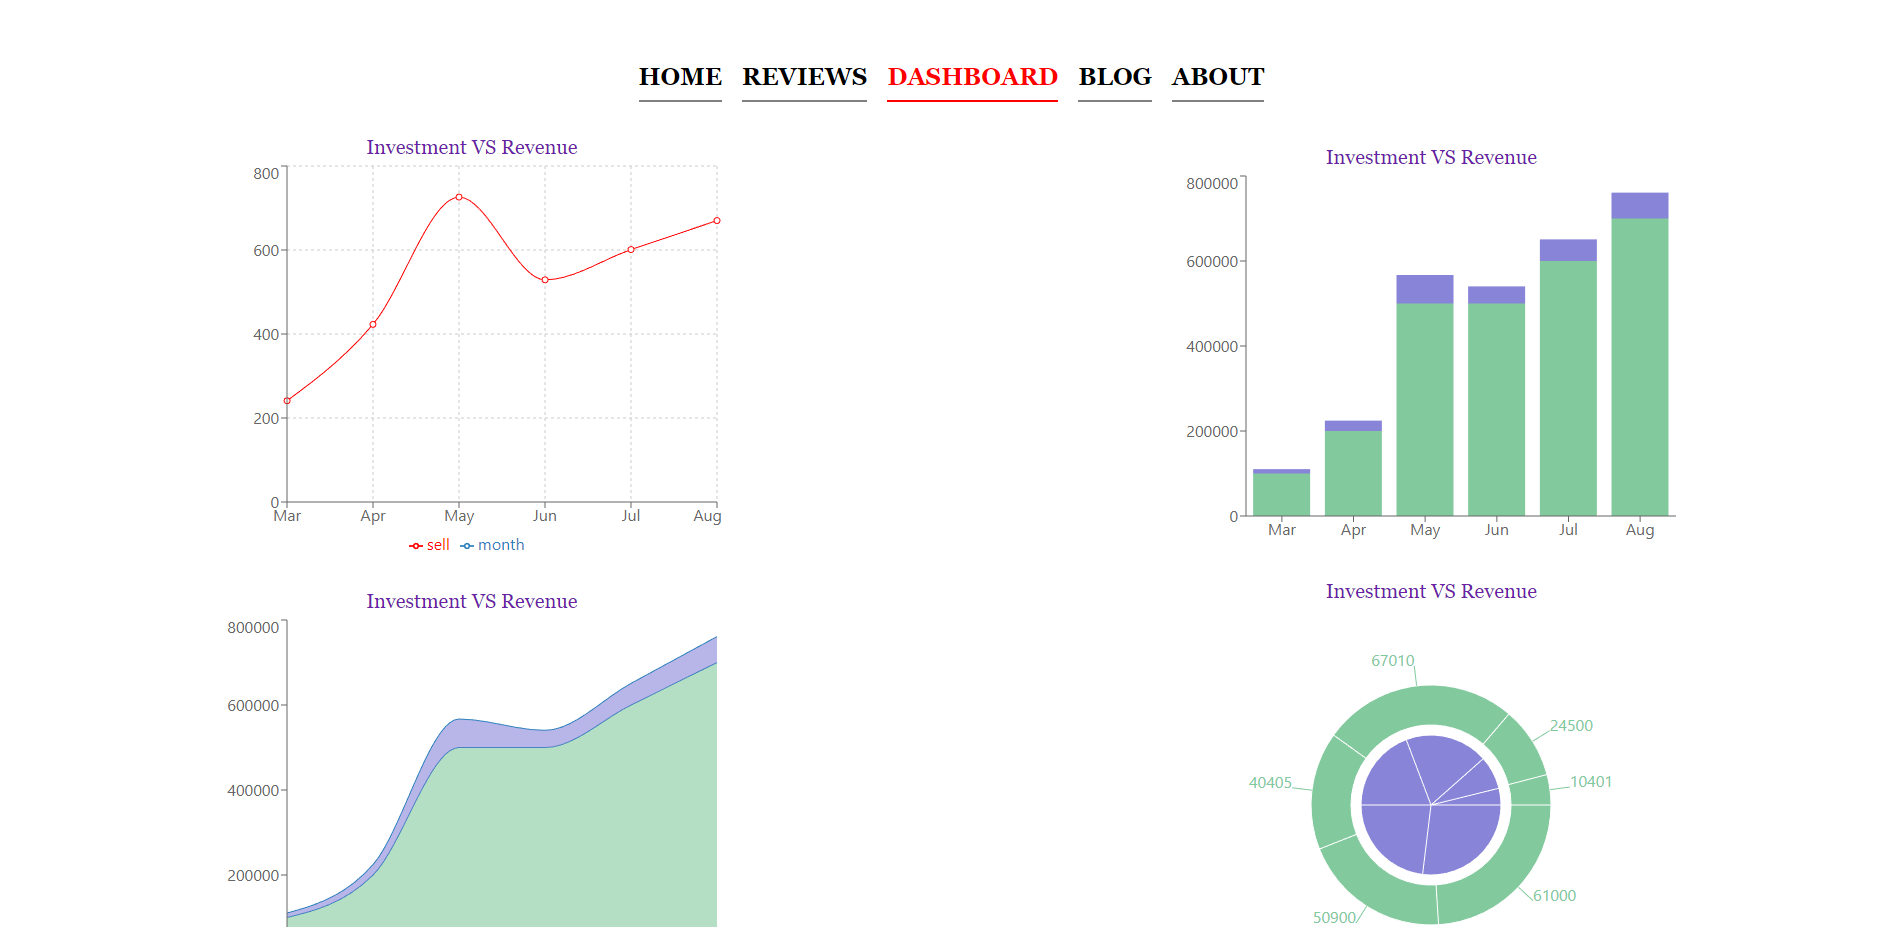 HOME REVIEWS DASHBOARD BLOG ABOUT
Investment VS Revenue
800
600
400
200
0
Mar Apr May Jun Jul Aug
sell month
Investment VS Revenue
800000
600000
400000
200000
0
Mar Apr May Jun Jul Aug
Investment VS Revenue
800000
600000
400000
200000
Investment VS Revenue
67010
24500
40405
10401
61000
50900